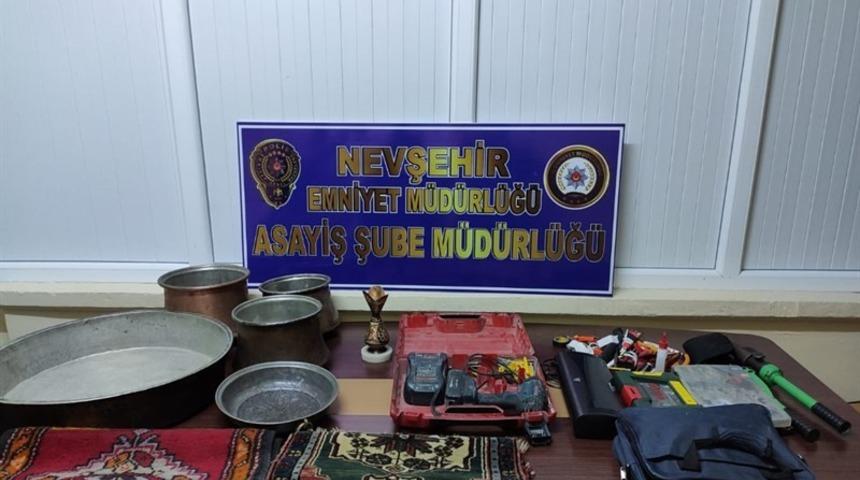 NEVŞEHİR
EMNİYET MÜDÜRLÜĞÜ
ASAYİŞ ŞUBE MÜDÜRLÜĞÜ